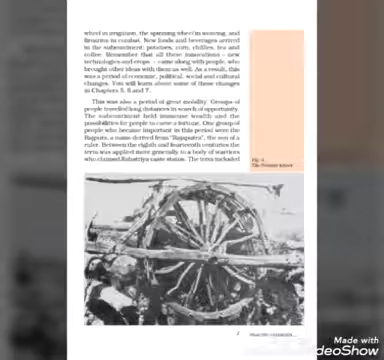 wheel in irrigation, the spinning wheel in weaving, and
firearms in combat. New foods and beverages arrived
in the subcontinent: potatoes, corn, chillies, tea and
coffee. Remember that all these innovations – new
technologies and crops – came along with people, who
brought other ideas with them as well. As a result, this
was a period of economic, political, social and cultural
changes. You will learn about some of these changes
in Chapters 5, 6 and 7.
This was also a period of great mobility. Groups of
people travelled long distances in search of opportunity.
The subcontinent held immense wealth and the
possibilities for people to carve a fortune. One group of
people who became important in this period were the
Rajputs, a name derived from "Rajaputra", the son of a
ruler. Between the eighth and fourteenth centuries the
term was applied more generally to a body of warriors
who claimed Kshatriya caste status. The term included
Fig. 4
The Persian wheel.
Made with
VideoShow